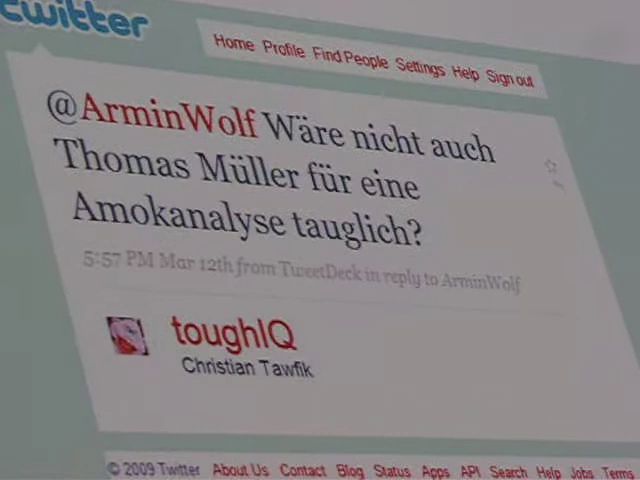 twitter
Home Profile Find People Settings Help Sign out
@ArminWolf Wäre nicht auch
Thomas Müller für eine
Amokanalyse tauglich?
5:57 PM Mar 12th from TweetDeck in reply to ArminWolf
toughIQ
Christian Tawfik
© 2009 Twitter About Us Contact Blog Status Apps API Search Help Jobs Terms